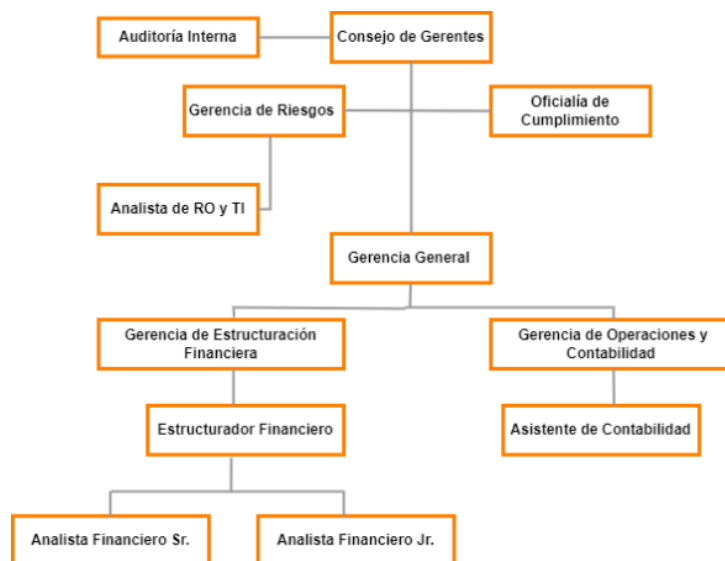 Auditoría Interna
Consejo de Gerentes
Gerencia de Riesgos
Oficialía de
Cumplimiento
Analista de RO y TI
Gerencia General
Gerencia de Estructuración
Financiera
Gerencia de Operaciones y
Contabilidad
Estructurador Financiero
Asistente de Contabilidad
Analista Financiero Sr.
Analista Financiero Jr.